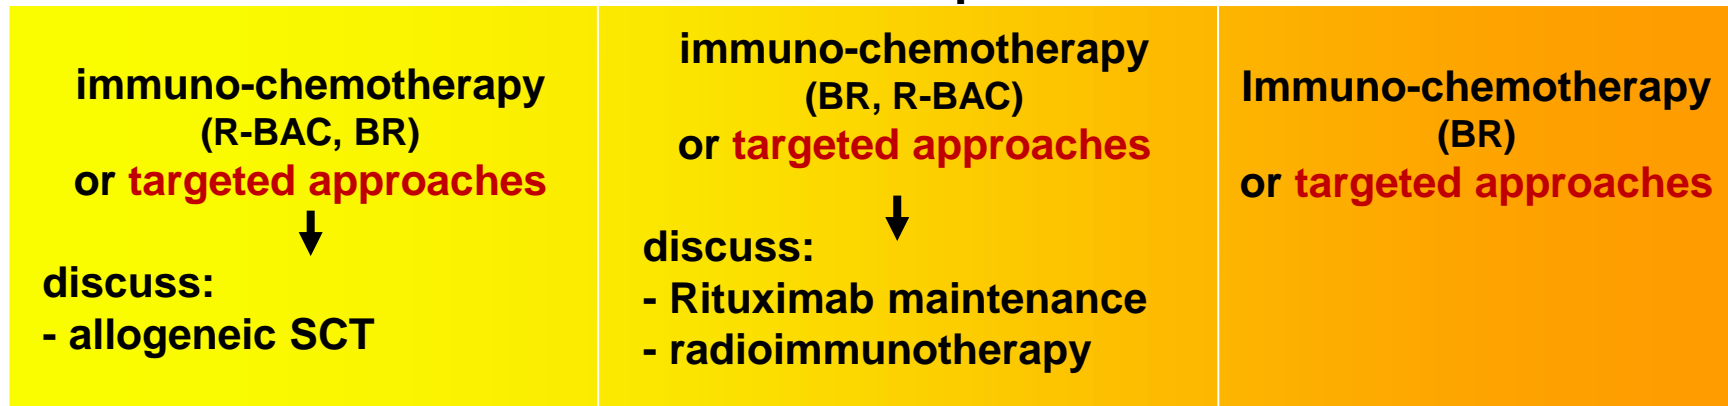 immuno-chemotherapy
(R-BAC, BR)
or targeted approaches
discuss:
- allogeneic SCT
immuno-chemotherapy
(BR, R-BAC)
or targeted approaches
discuss:
- Rituximab maintenance
- radioimmunotherapy
Immuno-chemotherapy
(BR)
or targeted approaches